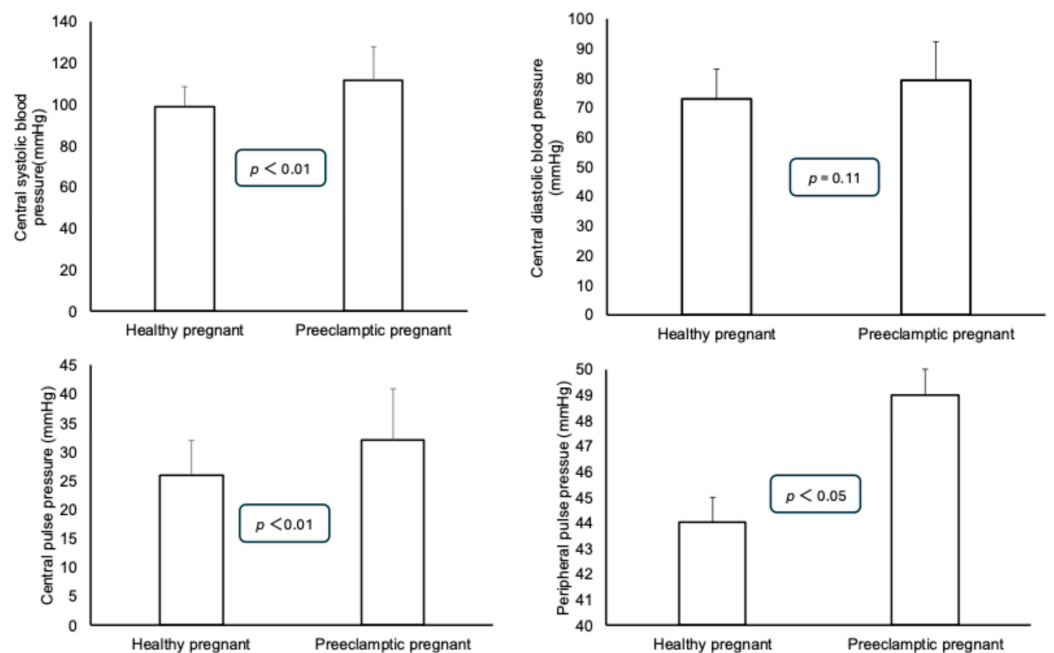 Central systolic blood
pressure(mmHg)
140
120
100
80
60
40
20
0
p < 0.01
Healthy pregnant
Preeclamptic pregnant
Central diastolic blood pressure
(mmHg)
100
90
80
70
60
50
40
30
20
10
0
p = 0.11
Healthy pregnant
Preeclamptic pregnant
Central pulse pressure (mmHg)
45
40
35
30
25
20
15
10
5
0
p <0.01
Healthy pregnant
Preeclamptic pregnant
Peripheral pulse pressue (mmHg)
50
49
48
47
46
45
44
43
42
41
40
p < 0.05
Healthy pregnant
Preeclamptic pregnant